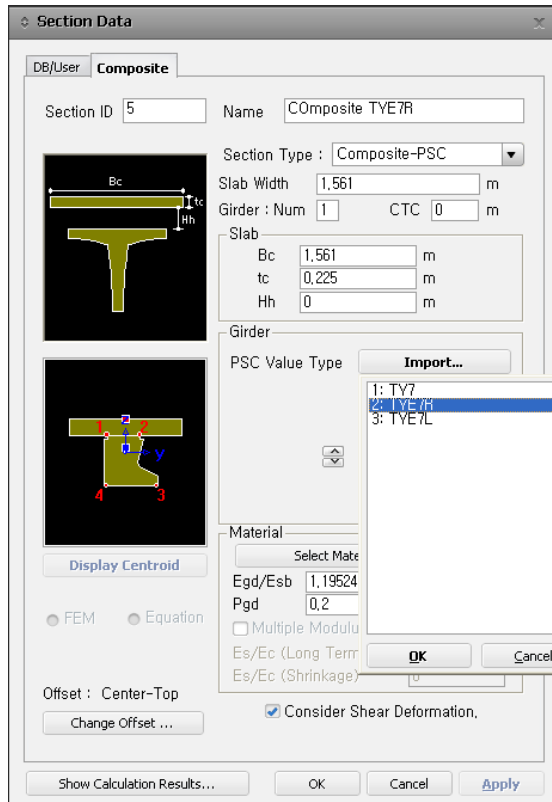 Section Data
DB/User Composite
Section ID 5 Name COmposite TYE7R
Section Type : Composite-PSC
Slab Width 1,561 m
Girder : Num 1 CTC 0 m
Slab
Bc 1,561 m
tc 0,225 m
Hh 0 m
Bc
tc
Hh
Girder
PSC Value Type Import...
1: TY7
2: TYE7R
3: TYE7L
1 2
y
4 3
Display Centroid
FEM Equation
Material
Select Mate
Egd/Esb 1,19524
Pgd 0,2
Multiple Modulu
Es/Ec (Long Term
Es/Ec (Shrinkage)
OK Cancel
Offset : Center-Top
Change Offset ...
Consider Shear Deformation,
Show Calculation Results... OK Cancel Apply